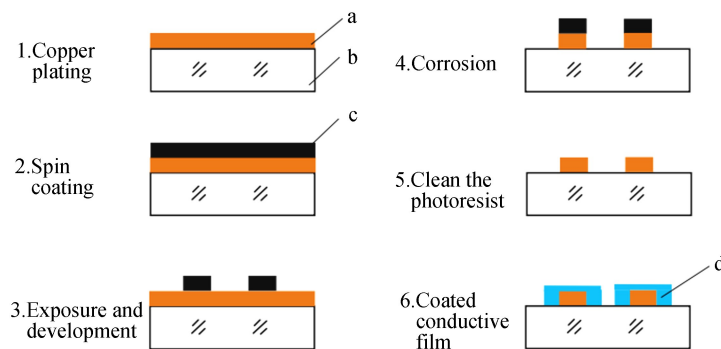 1.Copper
plating
a
b
2.Spin
coating
c
3.Exposure and
development
4.Corrosion
5.Clean the
photoresist
6.Coated
conductive
film
d